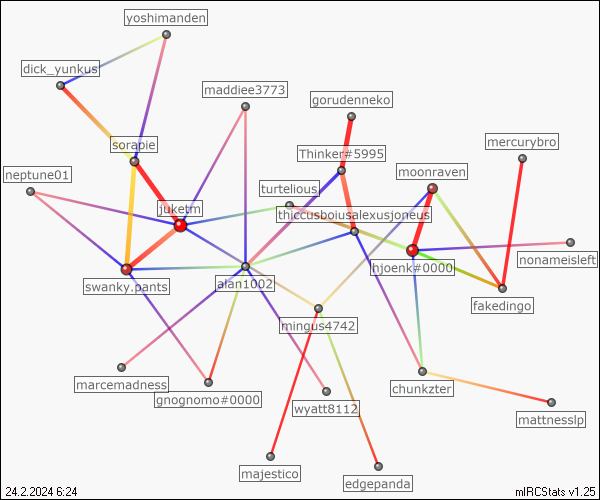 yoshimanden
dick_yunkus
maddiee3773
gorudenneko
sorapie
Thinker#5995
mercurybro
neptune01
moonraven
turtelious
juketm
thiccusboiusalexusjoneus
nonameisleft
hjoenk#0000
swanky.pants
alan1002
fakedingo
mingus4742
marcemadness
chunkzter
gnognomo#0000
wyatt8112
mattnesslp
majestico
edgepanda
24.2.2024 6:24
mIRCStats v1.25